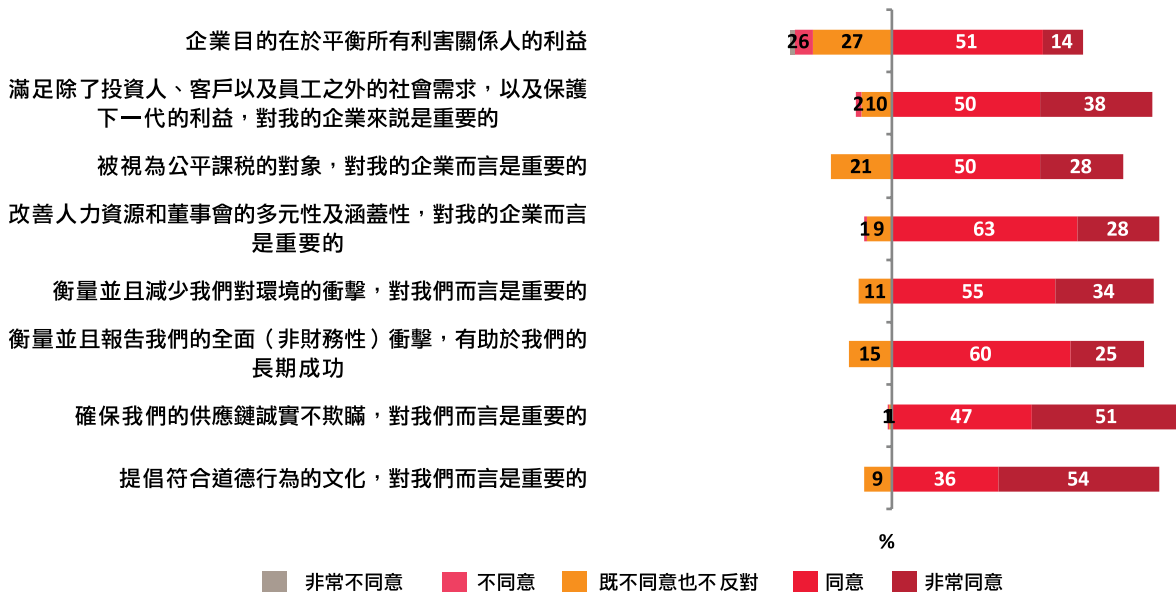 企業目的在於平衡所有利害關係人的利益
26 27 51 14
滿足除了投資人、客戶以及員工之外的社會需求，以及保護
下一代的利益，對我的企業來說是重要的
210 50 38
被視為公平課稅的對象，對我的企業而言是重要的
21 50 28
改善人力資源和董事會的多元性及涵蓋性，對我的企業而言
是重要的
19 63 28
衡量並且減少我們對環境的衝擊，對我們而言是重要的
11 55 34
衡量並且報告我們的全面（非財務性）衝擊，有助於我們的
長期成功
15 60 25
確保我們的供應鏈誠實不欺瞞，對我們而言是重要的
1 47 51
提倡符合道德行為的文化，對我們而言是重要的
9 36 54
%
非常不同意 不同意 既不同意也不反對 同意 非常同意